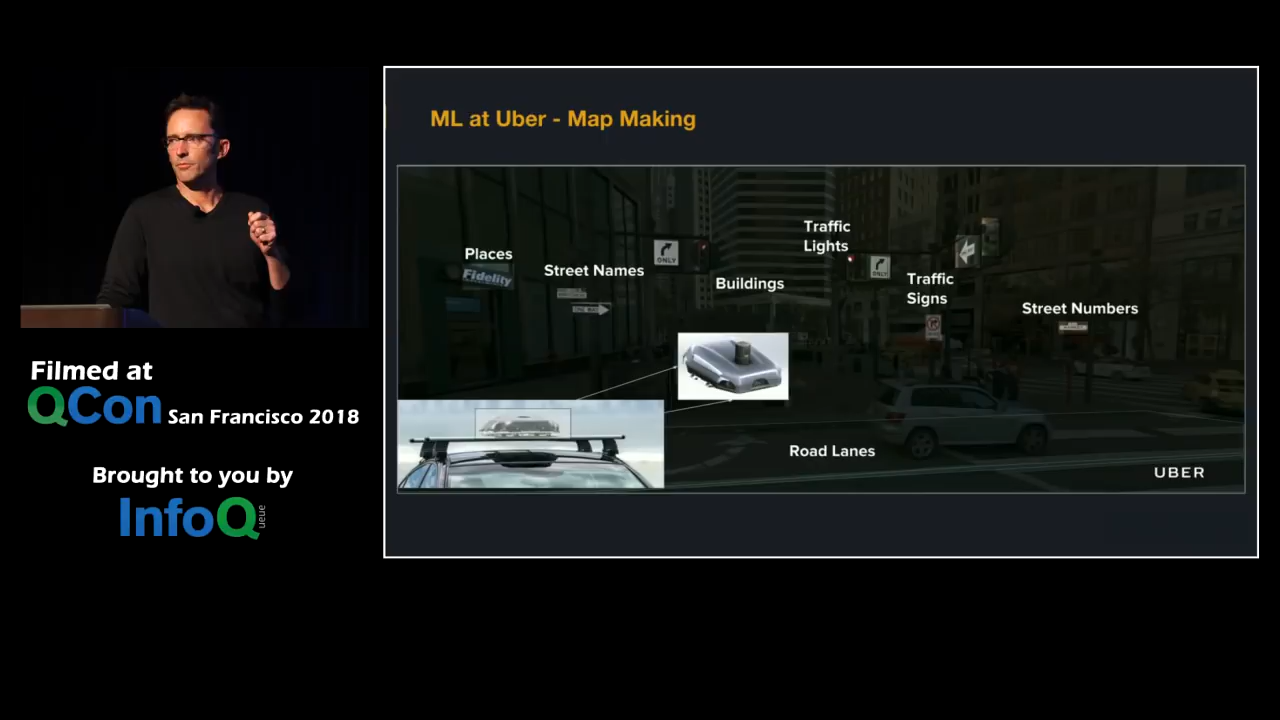 ML at Uber - Map Making
Traffic
Lights
Places
Street Names
ONLY
Fidelity
Buildings
ONLY
Traffic
Signs
Street Numbers
ONE WAY
Road Lanes
UBER
Filmed at
QCon San Francisco 2018
Brought to you by
InfoQ
ueue